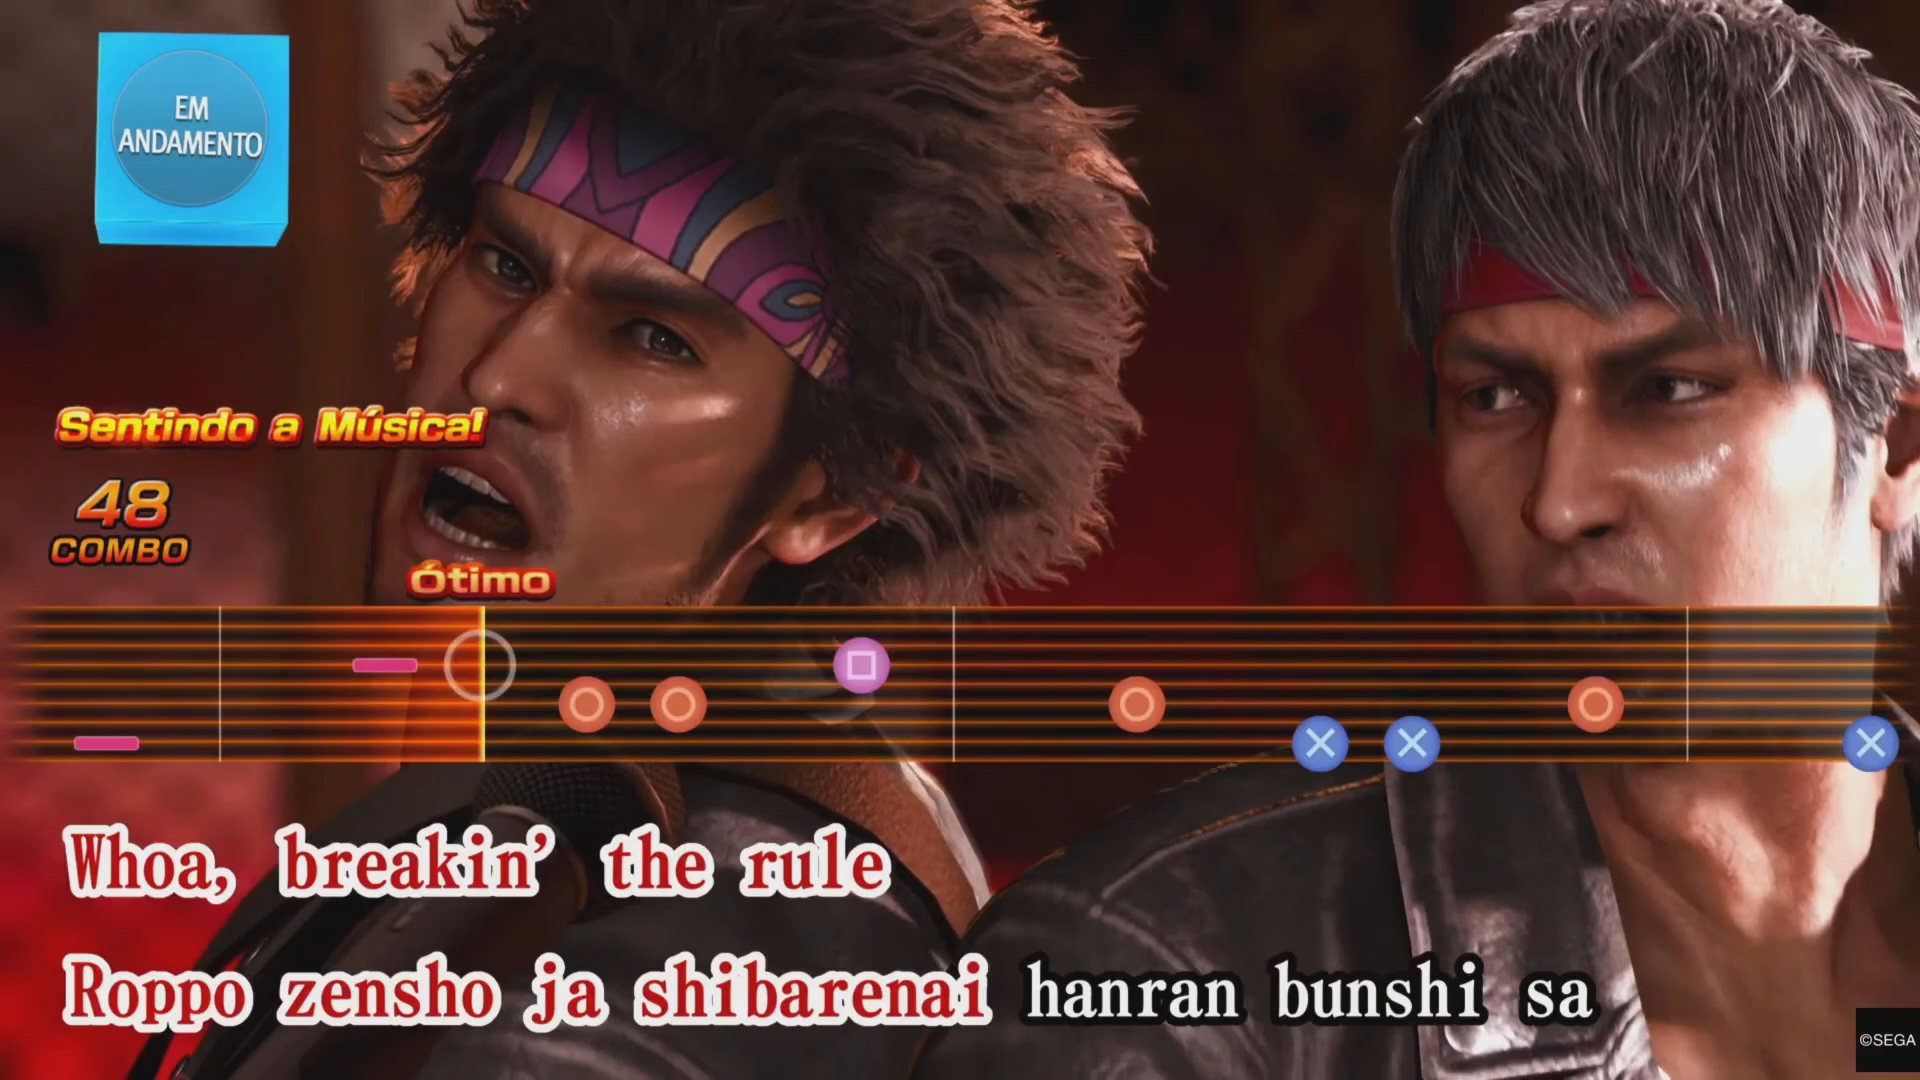 EM
ANDAMENTO
Sentindo a Música!
48
COMBO
Ótimo
Whoa, breakin' the rule
Roppo zensho ja shibarenai hanran bunshi sa
©SEGA